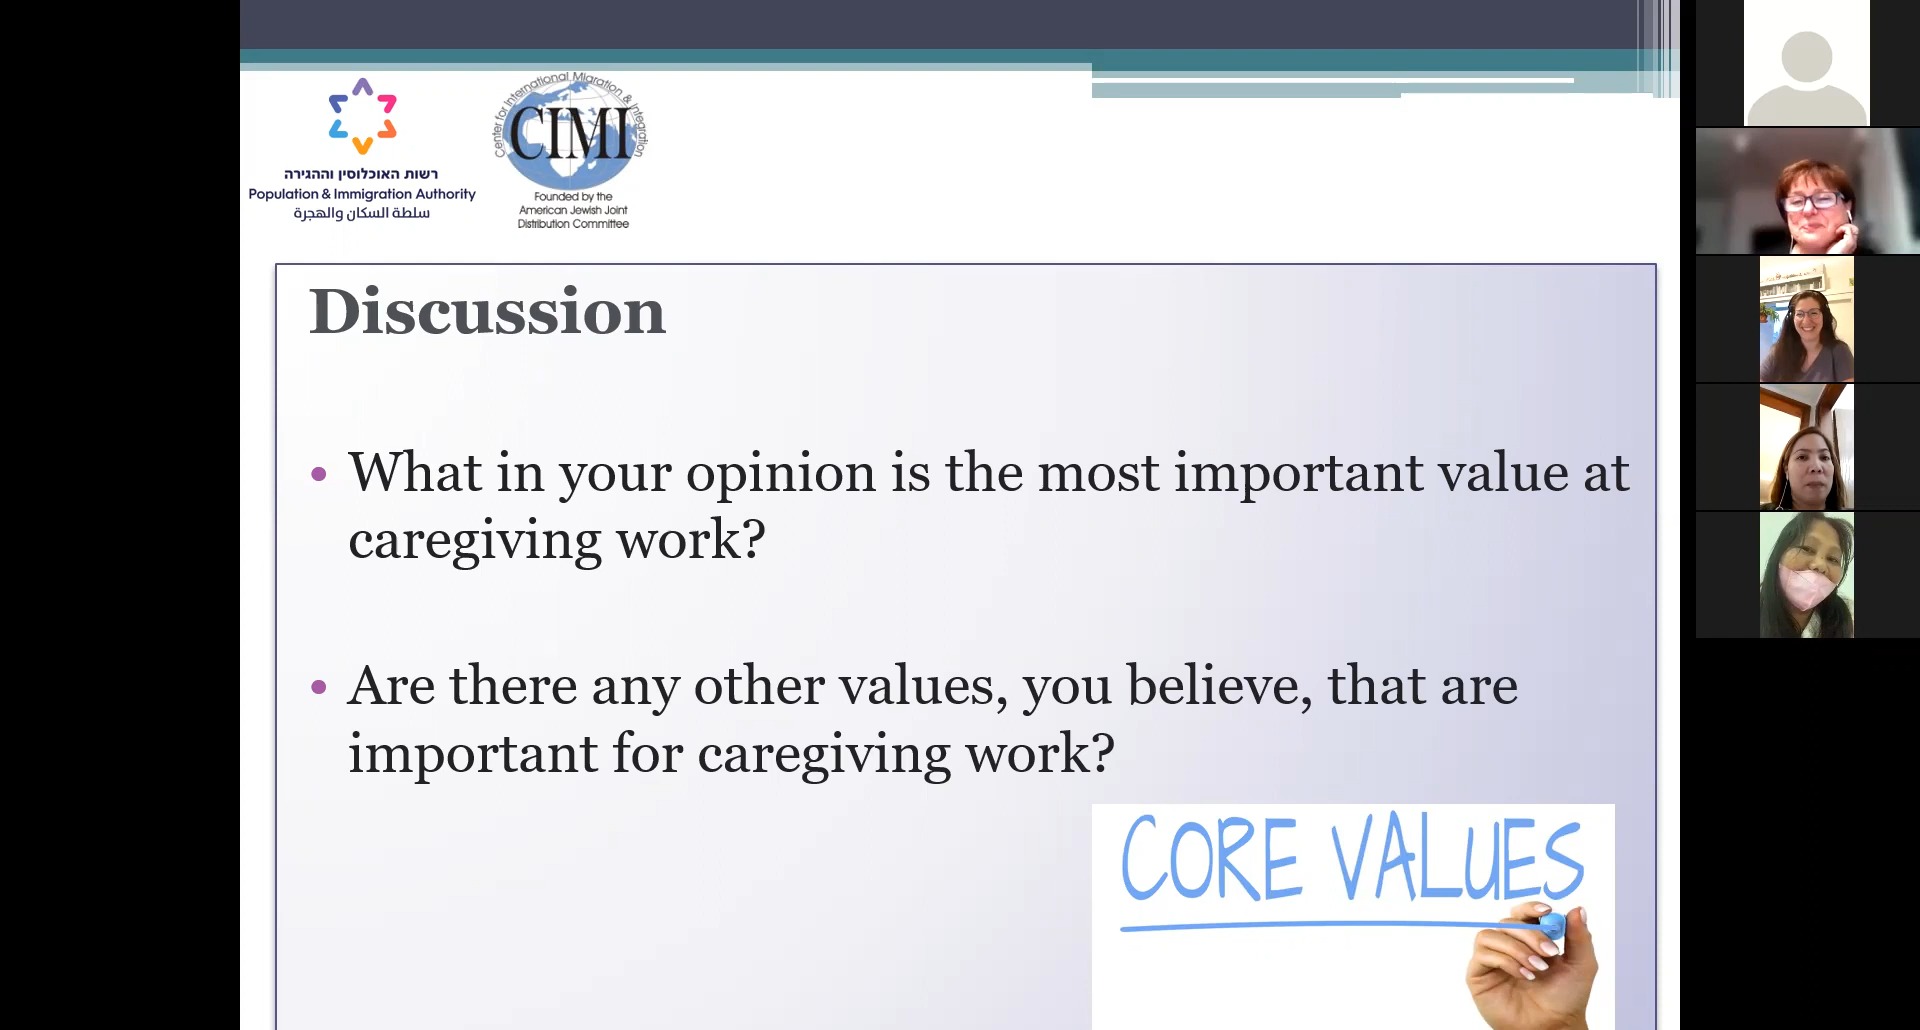 רשות האוכלוסין וההגירה
Population & Immigration Authority
سلطة السكان والهجرة
Center for International Migration & Integration
CIMI
Founded by the
American Jewish Joint
Distribution Committee
Discussion
• What in your opinion is the most important value at
caregiving work?
• Are there any other values, you believe, that are
important for caregiving work?
CORE VALUES